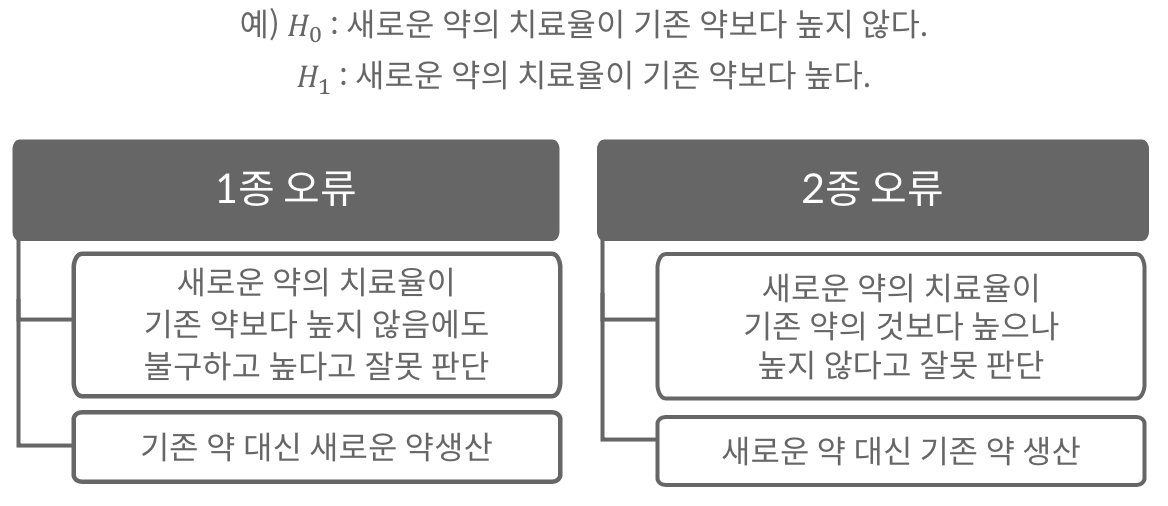 예) H₀ : 새로운 약의 치료율이 기존 약보다 높지 않다.
H₁ : 새로운 약의 치료율이 기존 약보다 높다.
1종 오류
새로운 약의 치료율이
기존 약보다 높지 않음에도
불구하고 높다고 잘못 판단
기존 약 대신 새로운 약생산
2종 오류
새로운 약의 치료율이
기존 약의 것보다 높으나
높지 않다고 잘못 판단
새로운 약 대신 기존 약 생산